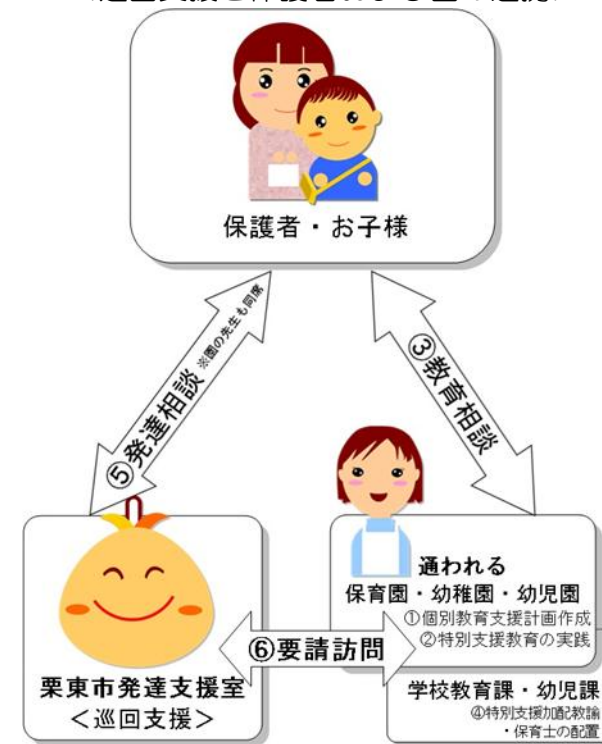 保護者・お子様
⑤発達相談 ※園の先生も同席
③教育相談
通われる
保育園・幼稚園・幼児園
①個別教育支援計画作成
②特別支援教育の実践
⑥要請訪問
栗東市発達支援室
＜巡回支援＞
学校教育課・幼児課
④特別支援加配教諭
・保育士の配置